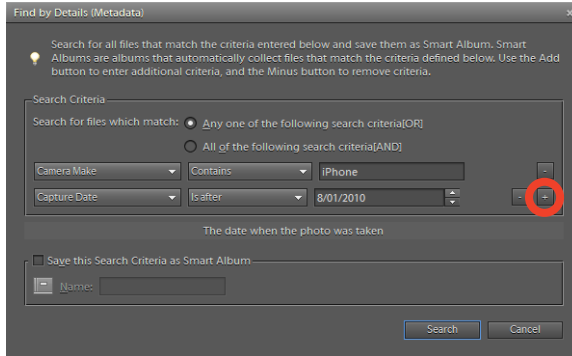 Find by Details (Metadata) x
Search for all files that match the criteria entered below and save them as Smart Album. Smart
Albums are albums that automatically collect files that match the criteria defined below. Use the Add
button to enter additional criteria, and the Minus button to remove criteria.
Search Criteria
Search for files which match: Any one of the following search criteria[OR]
All of the following search criteria[AND]
Camera Make Contains iPhone -
Capture Date Is after 8/01/2010 - +
The date when the photo was taken
Save this Search Criteria as Smart Album
Name:
Search Cancel